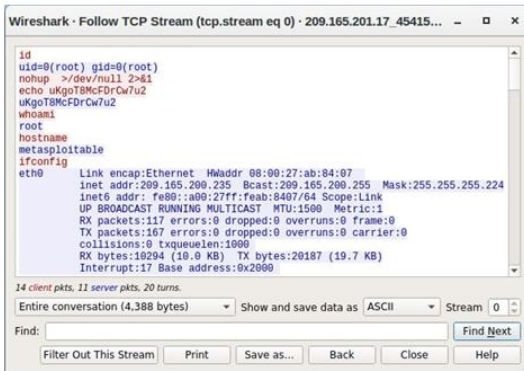 Wireshark · Follow TCP Stream (tcp.stream eq 0) · 209.165.201.17_45415...
id
uid=0(root) gid=0(root)
nohup  >/dev/null 2>&1
echo uKgoT8McFDrCw7u2
uKgoT8McFDrCw7u2
whoami
root
hostname
metasploitable
ifconfig
eth0      Link encap:Ethernet  HWaddr 08:00:27:ab:84:07
          inet addr:209.165.200.235  Bcast:209.165.200.255  Mask:255.255.255.224
          inet6 addr: fe80::a00:27ff:feab:8407/64 Scope:Link
          UP BROADCAST RUNNING MULTICAST  MTU:1500  Metric:1
          RX packets:117 errors:0 dropped:0 overruns:0 frame:0
          TX packets:167 errors:0 dropped:0 overruns:0 carrier:0
          collisions:0 txqueuelen:1000
          RX bytes:10294 (10.0 KB)  TX bytes:20187 (19.7 KB)
          Interrupt:17 Base address:0x2000
14 client pkts, 11 server pkts, 20 turns.
Entire conversation (4,388 bytes) Show and save data as ASCII Stream 0
Find: Find Next
Filter Out This Stream Print Save as... Back Close Help